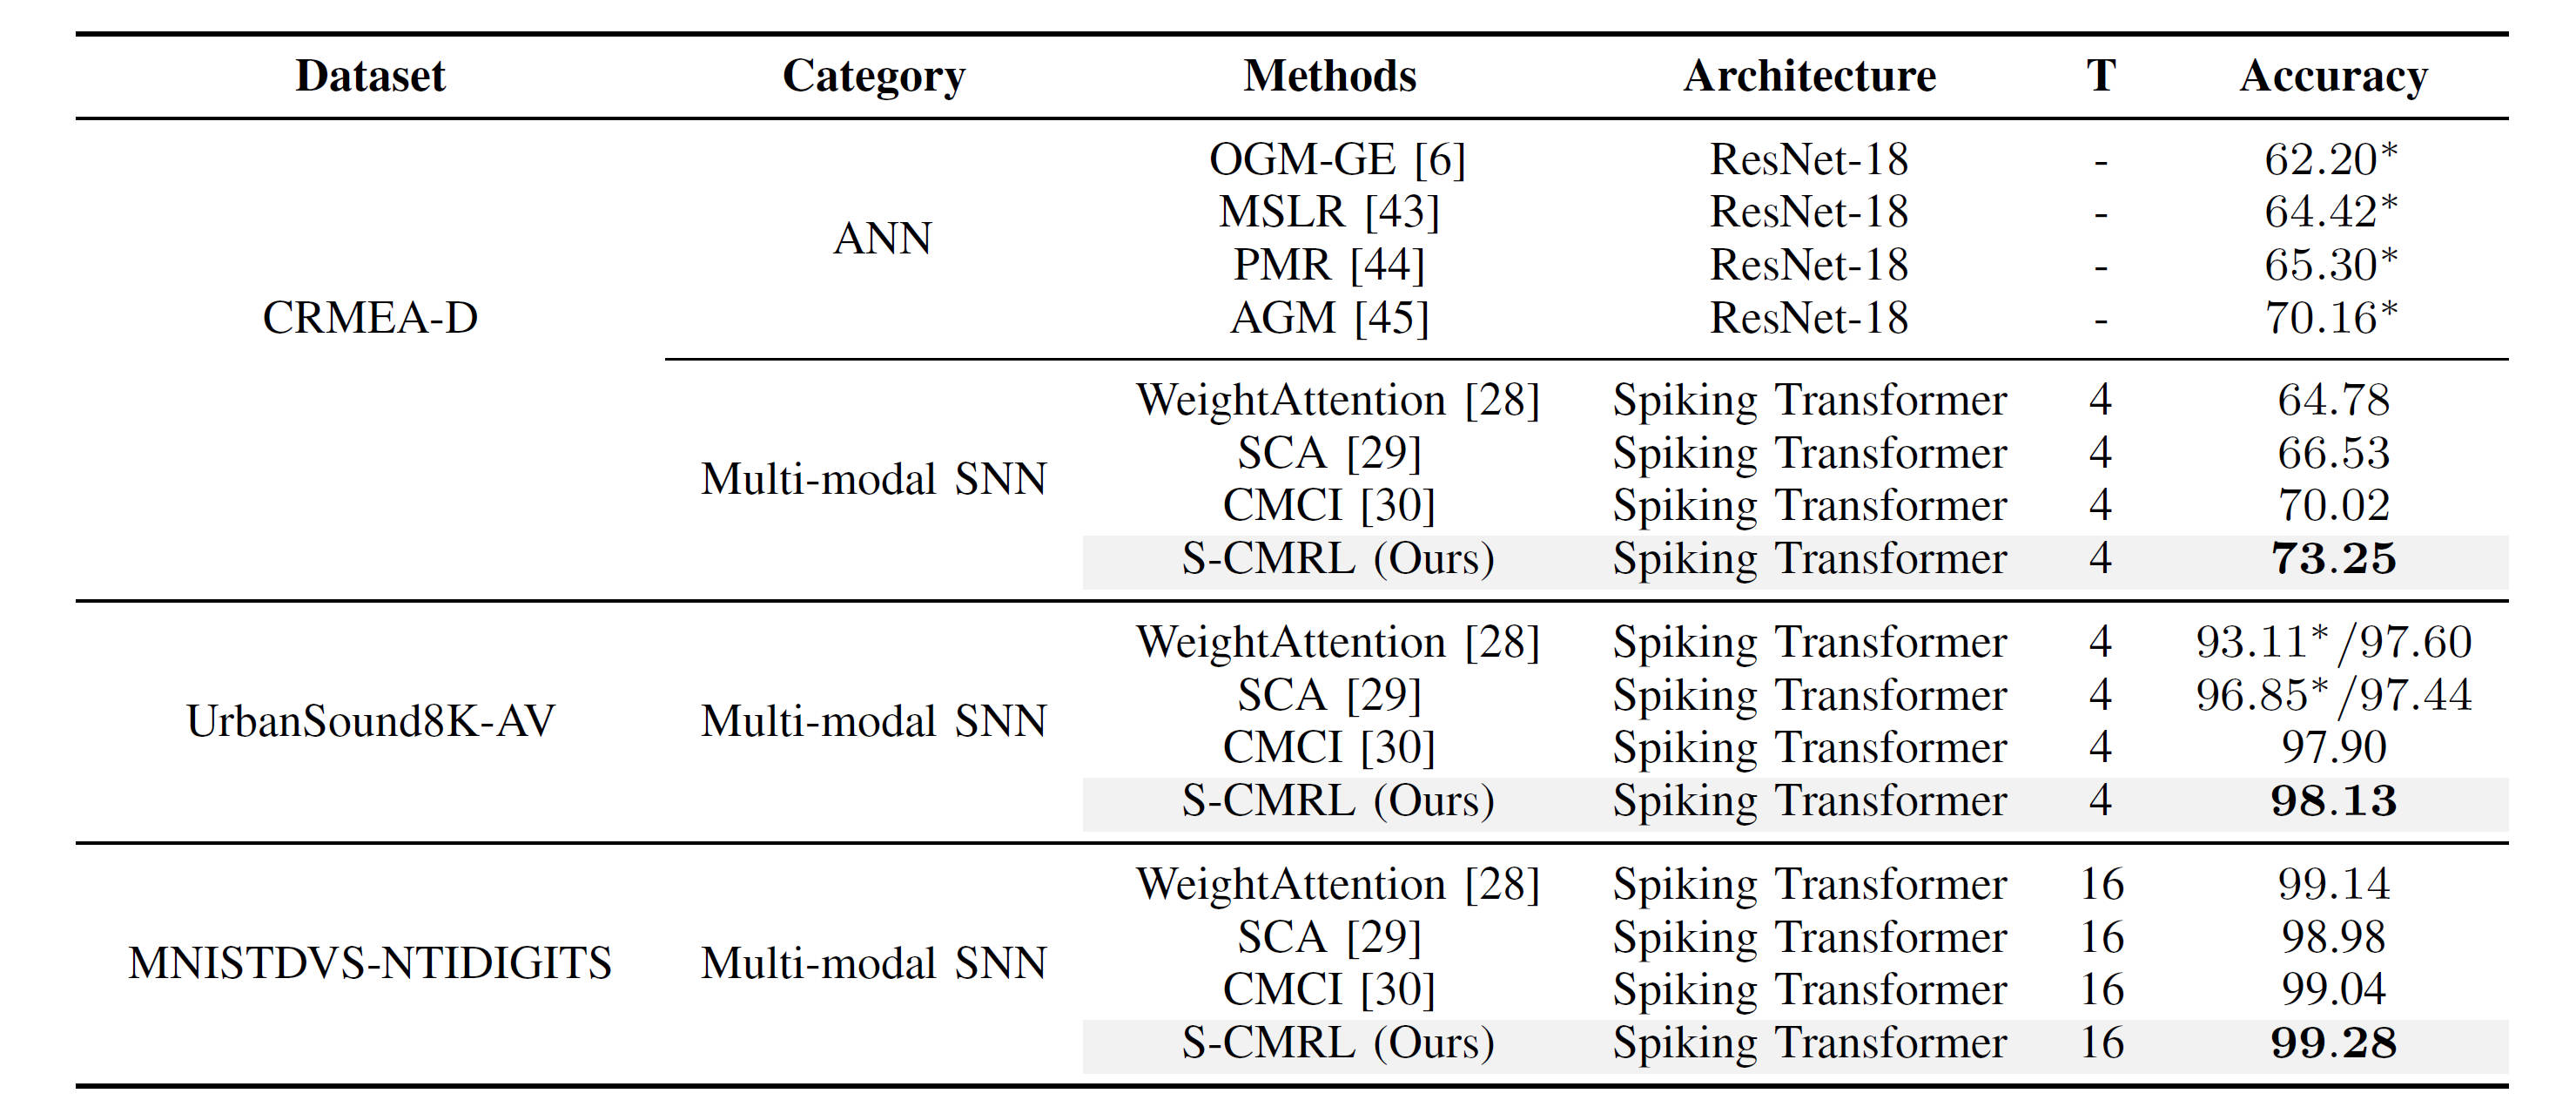 Dataset Category Methods Architecture T Accuracy
OGM-GE [6] ResNet-18 - 62.20*
MSLR [43] ResNet-18 - 64.42*
ANN
PMR [44] ResNet-18 - 65.30*
CRMEA-D AGM [45] ResNet-18 - 70.16*
WeightAttention [28] Spiking Transformer 4 64.78
SCA [29] Spiking Transformer 4 66.53
Multi-modal SNN
CMCI [30] Spiking Transformer 4 70.02
S-CMRL (Ours) Spiking Transformer 4 73.25
WeightAttention [28] Spiking Transformer 4 93.11*/97.60
SCA [29] Spiking Transformer 4 96.85*/97.44
UrbanSound8K-AV Multi-modal SNN
CMCI [30] Spiking Transformer 4 97.90
S-CMRL (Ours) Spiking Transformer 4 98.13
WeightAttention [28] Spiking Transformer 16 99.14
SCA [29] Spiking Transformer 16 98.98
MNISTDVS-NTIDIGITS Multi-modal SNN
CMCI [30] Spiking Transformer 16 99.04
S-CMRL (Ours) Spiking Transformer 16 99.28